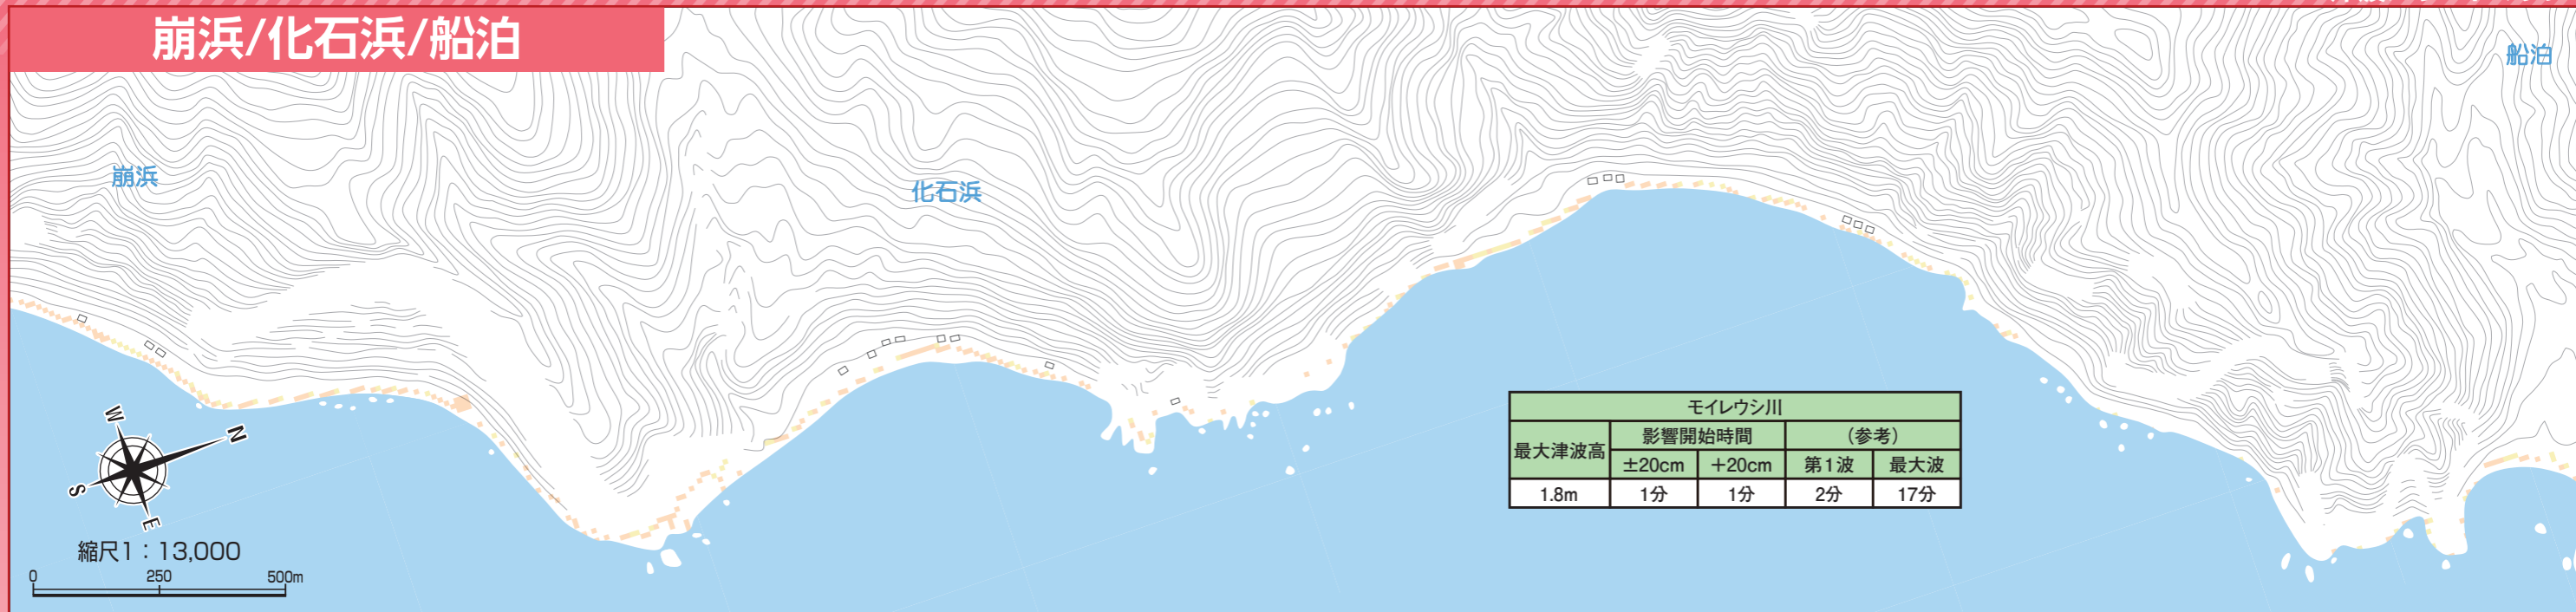 崩浜/化石浜/船泊
船泊
崩浜
化石浜
モイレウシ川
最大津波高 影響開始時間 (参考)
±20cm +20cm 第1波 最大波
1.8m 1分 1分 2分 17分
W
N
S
E
縮尺1:13,000
0 250 500m